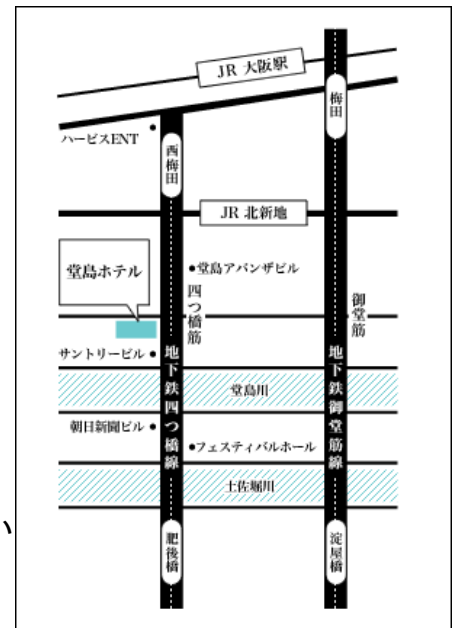 JR 大阪駅
梅田
ハービスENT
西梅田
JR 北新地
堂島ホテル
堂島アバンザビル
四つ橋筋
御堂筋
サントリービル
地下鉄四つ橋線
地下鉄御堂筋線
堂島川
朝日新聞ビル
フェスティバルホール
土佐堀川
い
肥後橋
淀屋橋